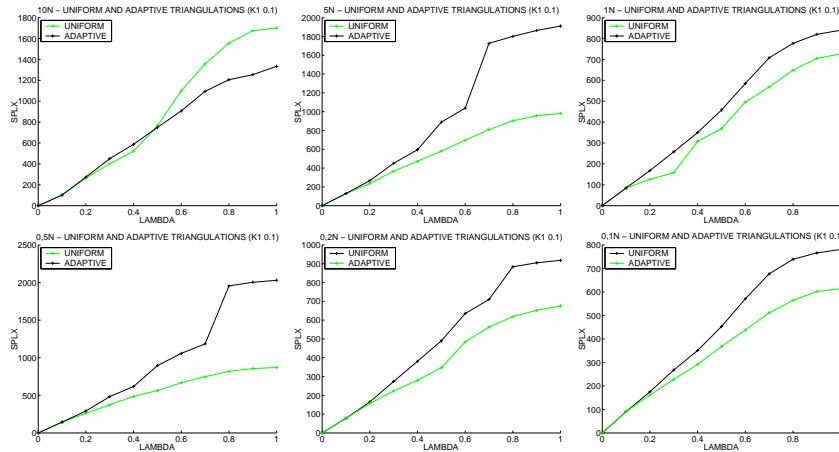 10N – UNIFORM AND ADAPTIVE TRIANGULATIONS (K1 0.1)
UNIFORM
ADAPTIVE
1800
1600
1400
1200
1000
800
600
400
200
0
SPLX
0 0.2 0.4 0.6 0.8 1
LAMBDA
5N – UNIFORM AND ADAPTIVE TRIANGULATIONS (K1 0.1)
UNIFORM
ADAPTIVE
2000
1800
1600
1400
1200
1000
800
600
400
200
0
SPLX
0 0.2 0.4 0.6 0.8 1
LAMBDA
1N – UNIFORM AND ADAPTIVE TRIANGULATIONS (K1 0.1)
UNIFORM
ADAPTIVE
900
800
700
600
500
400
300
200
100
0
SPLX
0 0.2 0.4 0.6 0.8 1
LAMBDA
0,5N – UNIFORM AND ADAPTIVE TRIANGULATIONS (K1 0.1)
UNIFORM
ADAPTIVE
2500
2000
1500
1000
500
0
SPLX
0 0.2 0.4 0.6 0.8 1
LAMBDA
0,2N – UNIFORM AND ADAPTIVE TRIANGULATIONS (K1 0.1)
UNIFORM
ADAPTIVE
1000
900
800
700
600
500
400
300
200
100
0
SPLX
0 0.2 0.4 0.6 0.8 1
LAMBDA
0,1N – UNIFORM AND ADAPTIVE TRIANGULATIONS (K1 0.1)
UNIFORM
ADAPTIVE
800
700
600
500
400
300
200
100
0
SPLX
0 0.2 0.4 0.6 0.8 1
LAMBDA